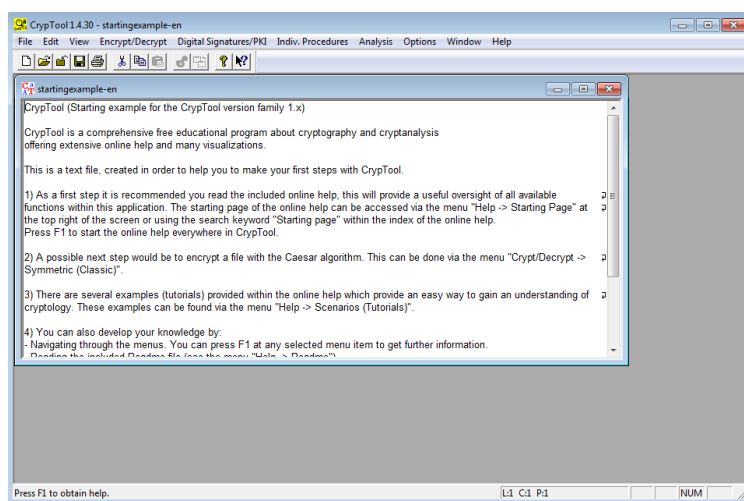 CrypTool 1.4.30 - startingexample-en
File Edit View Encrypt/Decrypt Digital Signatures/PKI Indiv. Procedures Analysis Options Window Help
startingexample-en
CrypTool (Starting example for the CrypTool version family 1.x)
CrypTool is a comprehensive free educational program about cryptography and cryptanalysis
offering extensive online help and many visualizations.
This is a text file, created in order to help you to make your first steps with CrypTool.
1) As a first step it is recommended you read the included online help, this will provide a useful oversight of all available
functions within this application. The starting page of the online help can be accessed via the menu "Help -> Starting Page" at
the top right of the screen or using the search keyword "Starting page" within the index of the online help.
Press F1 to start the online help everywhere in CrypTool.
2) A possible next step would be to encrypt a file with the Caesar algorithm. This can be done via the menu "Crypt/Decrypt ->
Symmetric (Classic)".
3) There are several examples (tutorials) provided within the online help which provide an easy way to gain an understanding of
cryptology. These examples can be found via the menu "Help -> Scenarios (Tutorials)".
4) You can also develop your knowledge by:
- Navigating through the menus. You can press F1 at any selected menu item to get further information.
- Reading the included Readme file (see the menu "Help -> Readme")
Press F1 to obtain help.
L:1 C:1 P:1
NUM